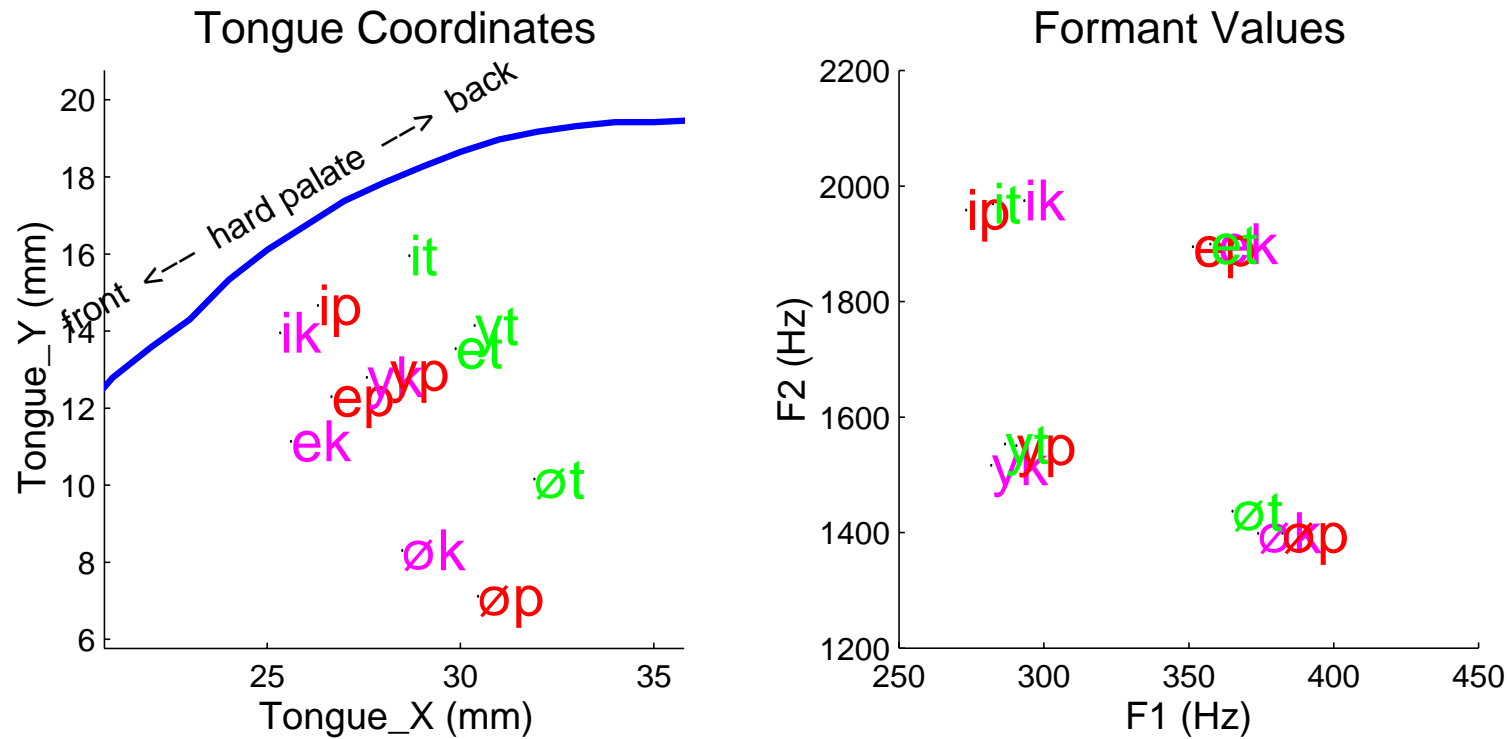 Tongue Coordinates
Tongue_Y (mm)
20
18
16
14
12
10
8
6
front <--- hard palate ---> back
it
ip
ik
yt
et
yk
yp
ep
ek
øt
øk
øp
25
30
35
Tongue_X (mm)
Formant Values
F2 (Hz)
2200
2000
1800
1600
1400
1200
ip
it
ik
ep
et
ek
yk
yt
yp
øt
øk
øp
250
300
350
400
450
F1 (Hz)